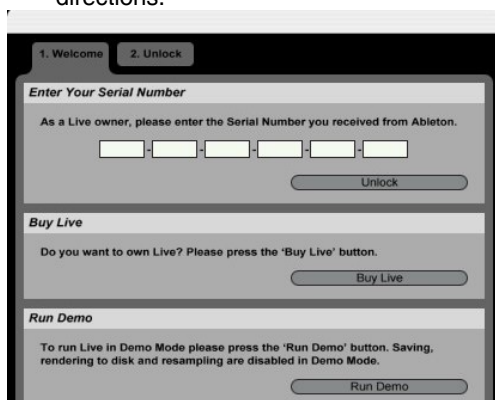 directions.
1. Welcome
2. Unlock
Enter Your Serial Number
As a Live owner, please enter the Serial Number you received from Ableton.
- - - - -
Unlock
Buy Live
Do you want to own Live? Please press the 'Buy Live' button.
Buy Live
Run Demo
To run Live in Demo Mode please press the 'Run Demo' button. Saving,
rendering to disk and resampling are disabled in Demo Mode.
Run Demo